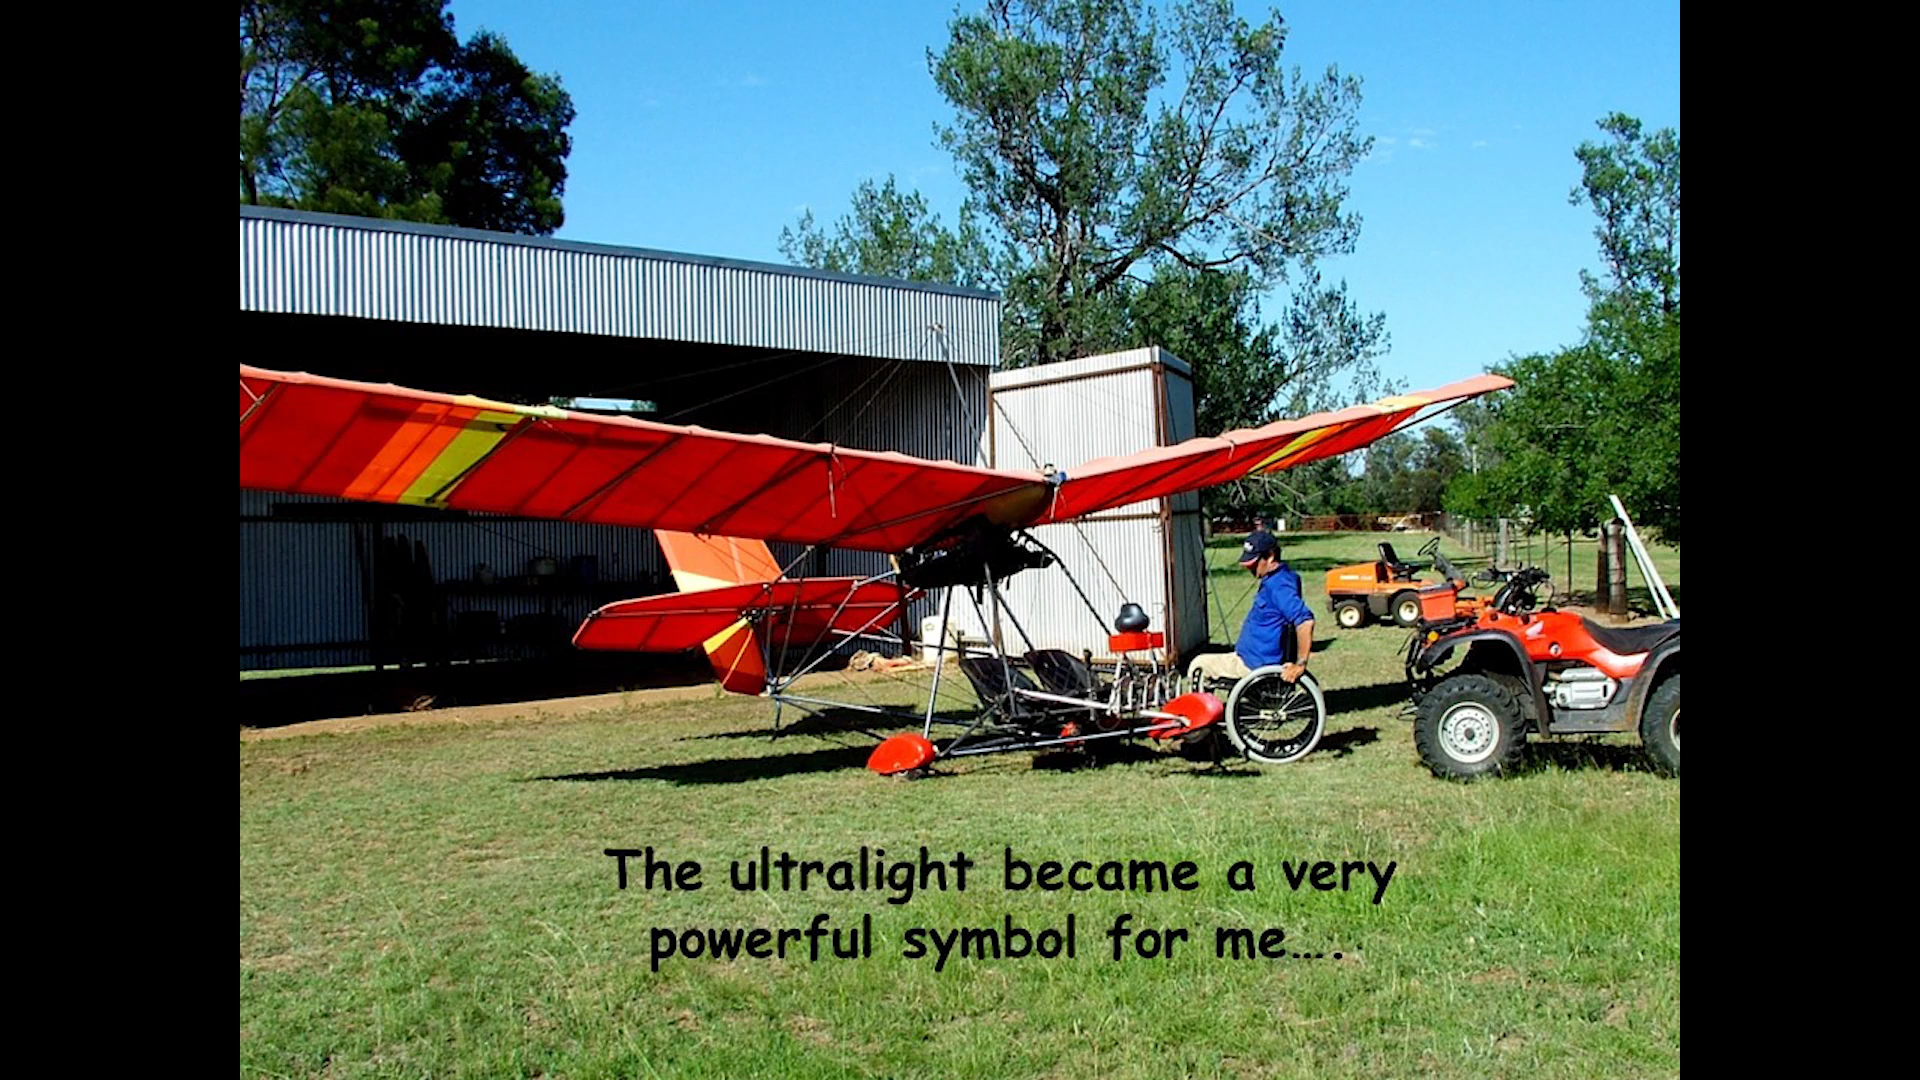 The ultralight became a very
powerful symbol for me….